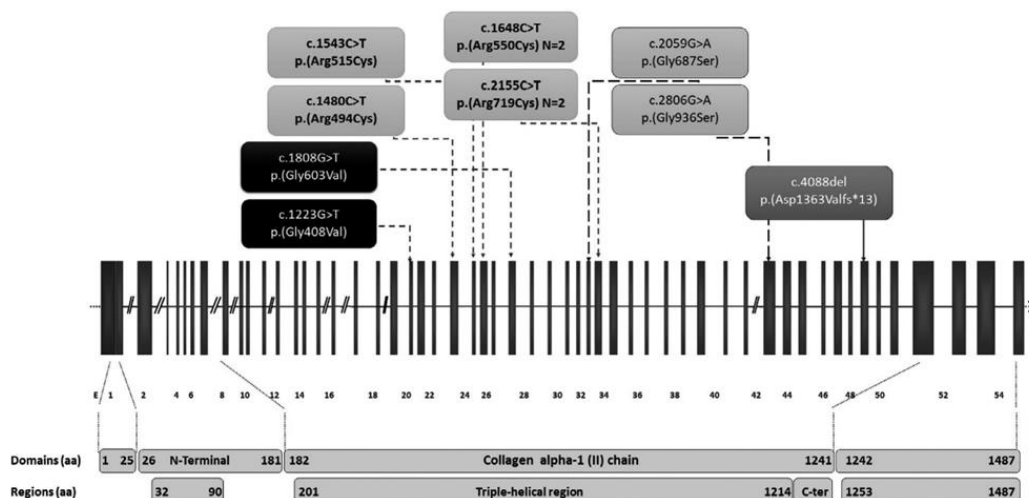 c.1543C>T
p.(Arg515Cys)
c.1648C>T
p.(Arg550Cys) N=2
c.2059G>A
p.(Gly687Ser)
c.1480C>T
p.(Arg494Cys)
c.2155C>T
p.(Arg719Cys) N=2
c.2806G>A
p.(Gly936Ser)
c.1808G>T
p.(Gly603Val)
c.4088del
p.(Asp1363Valfs*13)
c.1223G>T
p.(Gly408Val)
E 1 2 4 6 8 10 12 14 16 18 20 22 24 26 28 30 32 34 36 38 40 42 44 46 48 50 52 54
Domains (aa) 1 25 26 N-Terminal 181 182 Collagen alpha-1 (II) chain 1241 1242 1487
Regions (aa) 32 90 201 Triple-helical region 1214 C-ter 1253 1487